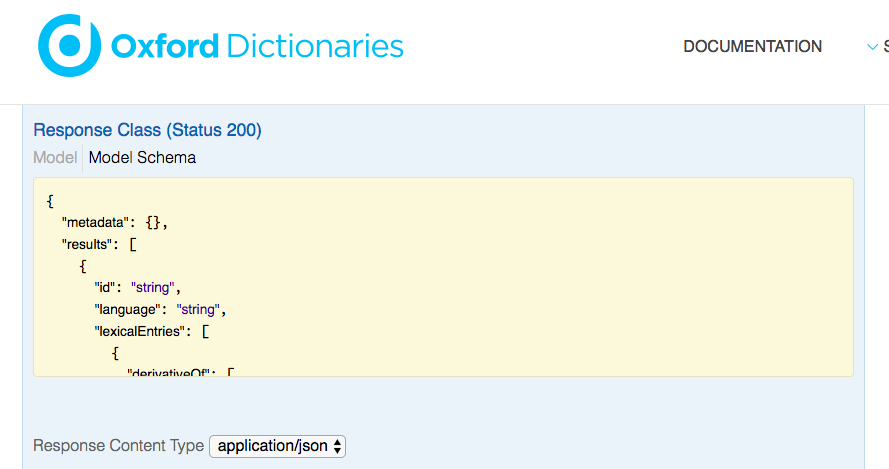 Oxford Dictionaries
DOCUMENTATION
S
Response Class (Status 200)
Model Model Schema
{
"metadata": {},
"results": [
{
"id": "string",
"language": "string",
"lexicalEntries": [
{
"derivativeOf": [
Response Content Type application/json